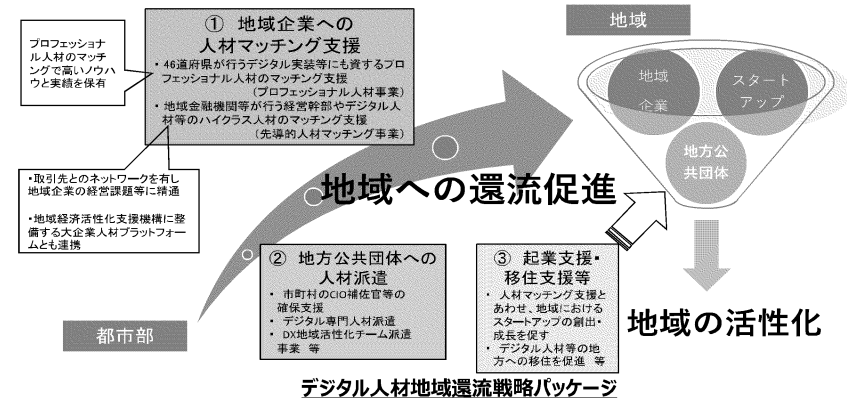 ① 地域企業への
人材マッチング支援
・46道府県が行うデジタル実装等にも資するプロ
フェッショナル人材のマッチング支援
（プロフェッショナル人材事業）
・地域金融機関等が行う経営幹部やデジタル人
材等のハイクラス人材のマッチング支援
（先導的人材マッチング事業）
プロフェッショナ
ル人材のマッチ
ングで高いノウハ
ウと実績を保有
・取引先とのネットワークを有し
地域企業の経営課題等に精通
・地域経済活性化支援機構に整
備する大企業人材プラットフォー
ムとも連携
地域
地域
企業
スタート
アップ
地方公
共団体
地域への還流促進
② 地方公共団体への
人材派遣
・ 市町村のCIO補佐官等の
確保支援
・ デジタル専門人材派遣
・ DX地域活性化チーム派遣
事業 等
③ 起業支援・
移住支援等
・ 人材マッチング支援と
あわせ、地域における
スタートアップの創出・
成長を促す
・ デジタル人材等の地
方への移住を促進 等
都市部
地域の活性化
デジタル人材地域還流戦略パッケージ